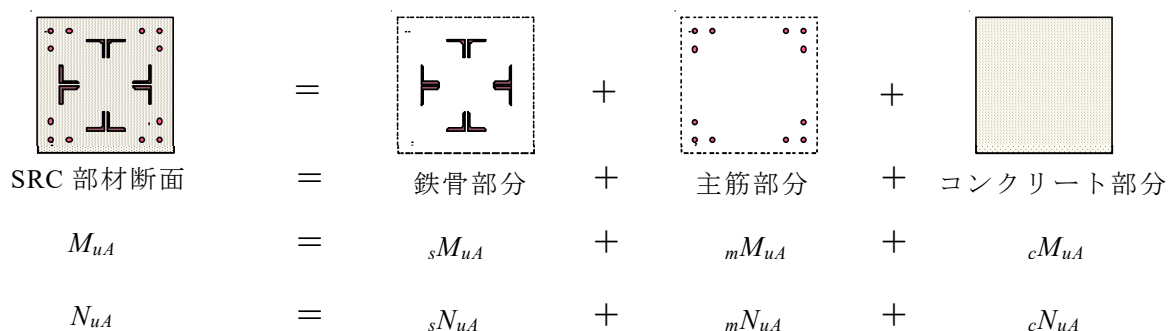 = + +
SRC 部材断面 = 鉄骨部分 + 主筋部分 + コンクリート部分
MuA = sMuA + mMuA + cMuA
NuA = sNuA + mNuA + cNuA